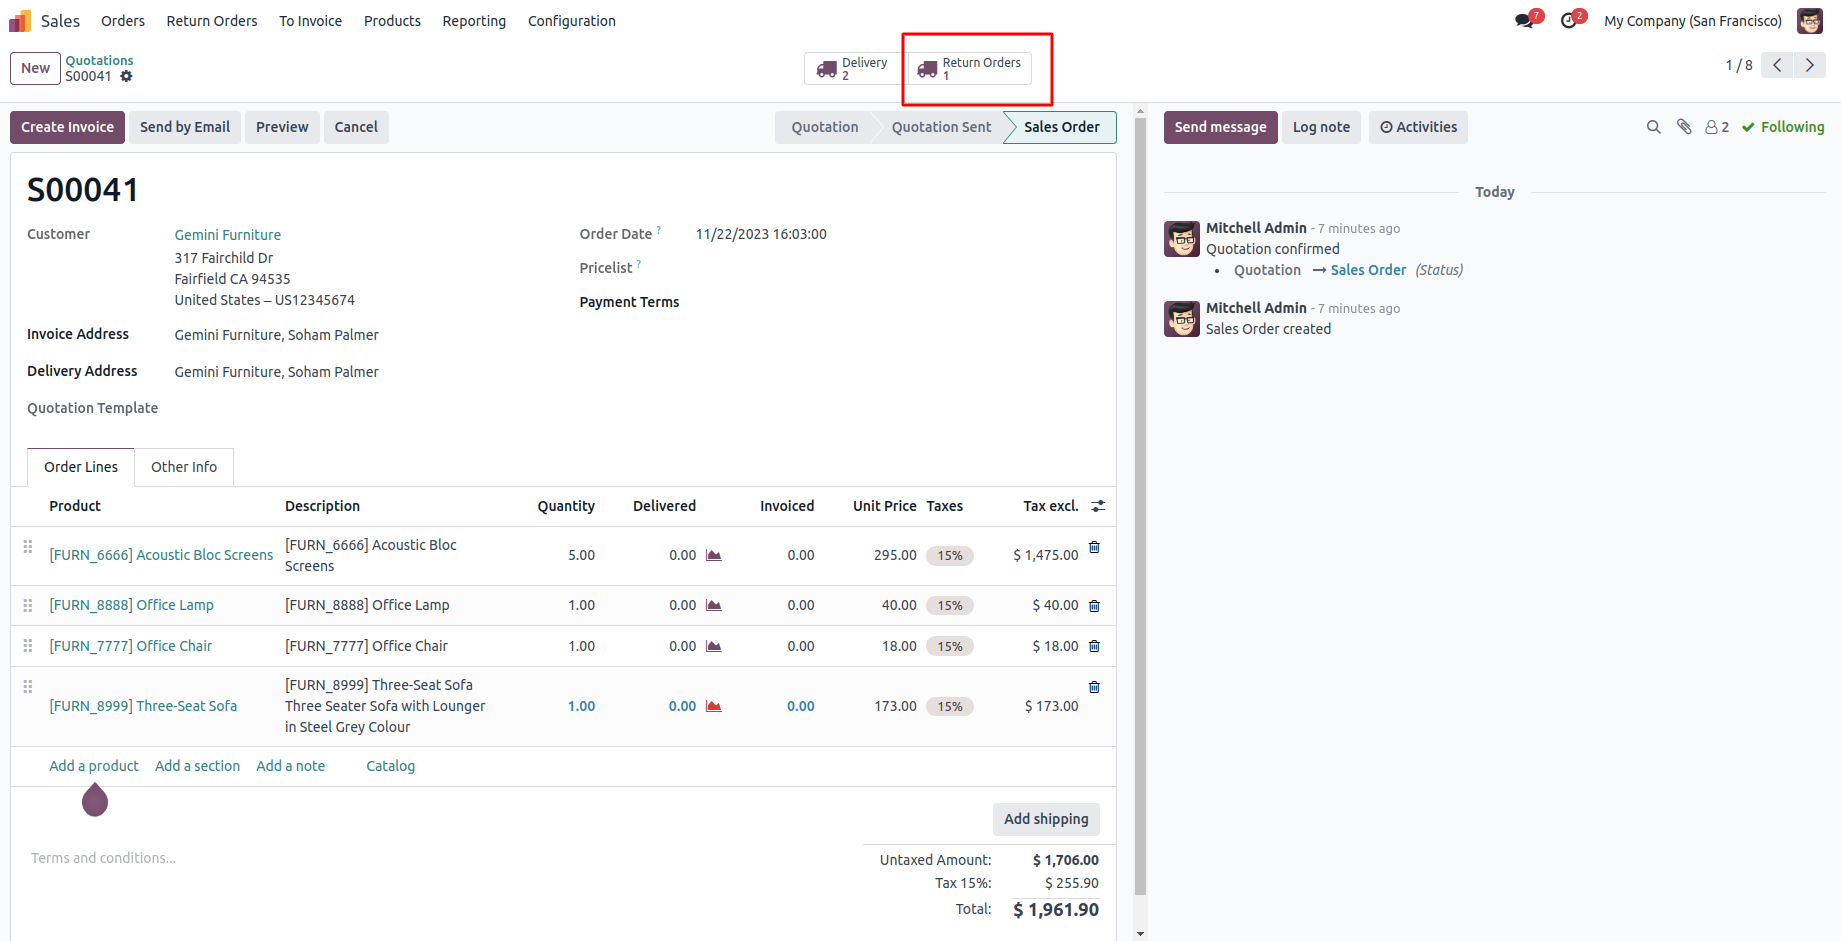 Sales Orders Return Orders To Invoice Products Reporting Configuration 7 2 My Company (San Francisco)
New Quotations
S00041
Delivery
2
Return Orders
1
1 / 8
Create Invoice Send by Email Preview Cancel Quotation Quotation Sent Sales Order
Send message Log note Activities 2 Following
S00041
Customer Gemini Furniture
317 Fairchild Dr
Fairfield CA 94535
United States – US12345674
Invoice Address Gemini Furniture, Soham Palmer
Delivery Address Gemini Furniture, Soham Palmer
Quotation Template
Order Date ? 11/22/2023 16:03:00
Pricelist ?
Payment Terms
Order Lines Other Info
Product Description Quantity Delivered Invoiced Unit Price Taxes Tax excl.
[FURN_6666] Acoustic Bloc Screens [FURN_6666] Acoustic Bloc
Screens 5.00 0.00 0.00 295.00 15% $ 1,475.00
[FURN_8888] Office Lamp [FURN_8888] Office Lamp 1.00 0.00 0.00 40.00 15% $ 40.00
[FURN_7777] Office Chair [FURN_7777] Office Chair 1.00 0.00 0.00 18.00 15% $ 18.00
[FURN_8999] Three-Seat Sofa [FURN_8999] Three-Seat Sofa
Three Seater Sofa with Lounger
in Steel Grey Colour 1.00 0.00 0.00 173.00 15% $ 173.00
Add a product Add a section Add a note Catalog
Add shipping
Terms and conditions...
Untaxed Amount: $ 1,706.00
Tax 15%: $ 255.90
Total: $ 1,961.90
Today
Mitchell Admin - 7 minutes ago
Quotation confirmed
• Quotation → Sales Order (Status)
Mitchell Admin - 7 minutes ago
Sales Order created